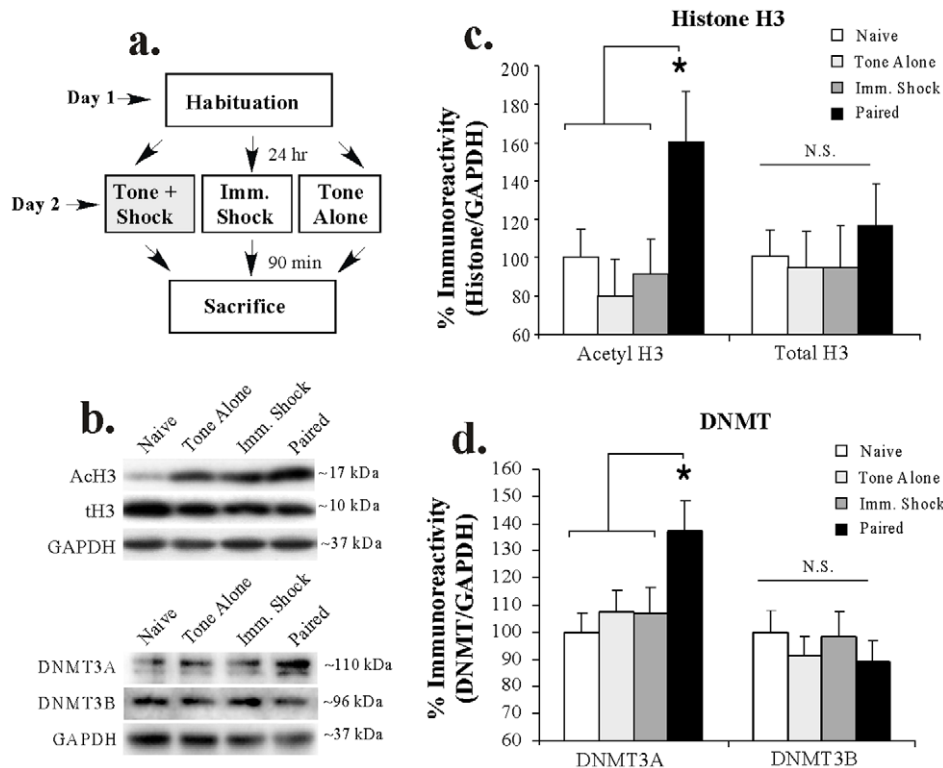 a.
Day 1
Habituation
24 hr
Day 2
Tone +
Shock
Imm.
Shock
Tone
Alone
90 min
Sacrifice
b.
Naive
Tone Alone
Imm. Shock
Paired
AcH3
~17 kDa
tH3
~10 kDa
GAPDH
~37 kDa
Naive
Tone Alone
Imm. Shock
Paired
DNMT3A
~110 kDa
DNMT3B
~96 kDa
GAPDH
~37 kDa
c.
Histone H3
Naive
Tone Alone
Imm. Shock
Paired
% Immunoreactivity
(Histone/GAPDH)
200
180
160
140
120
100
80
60
*
N.S.
Acetyl H3
Total H3
d.
DNMT
Naive
Tone Alone
Imm. Shock
Paired
% Immunoreactivity
(DNMT/GAPDH)
160
150
140
130
120
110
100
90
80
70
60
*
N.S.
DNMT3A
DNMT3B